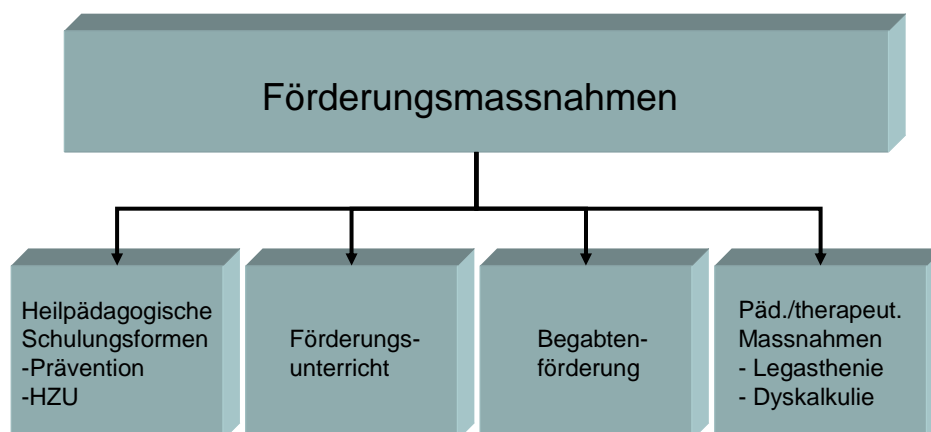 Förderungsmassnahmen
Heilpädagogische
Schulungsformen
-Prävention
-HZU
Förderungs-
unterricht
Begabten-
förderung
Päd./therapeut.
Massnahmen
- Legasthenie
- Dyskalkulie